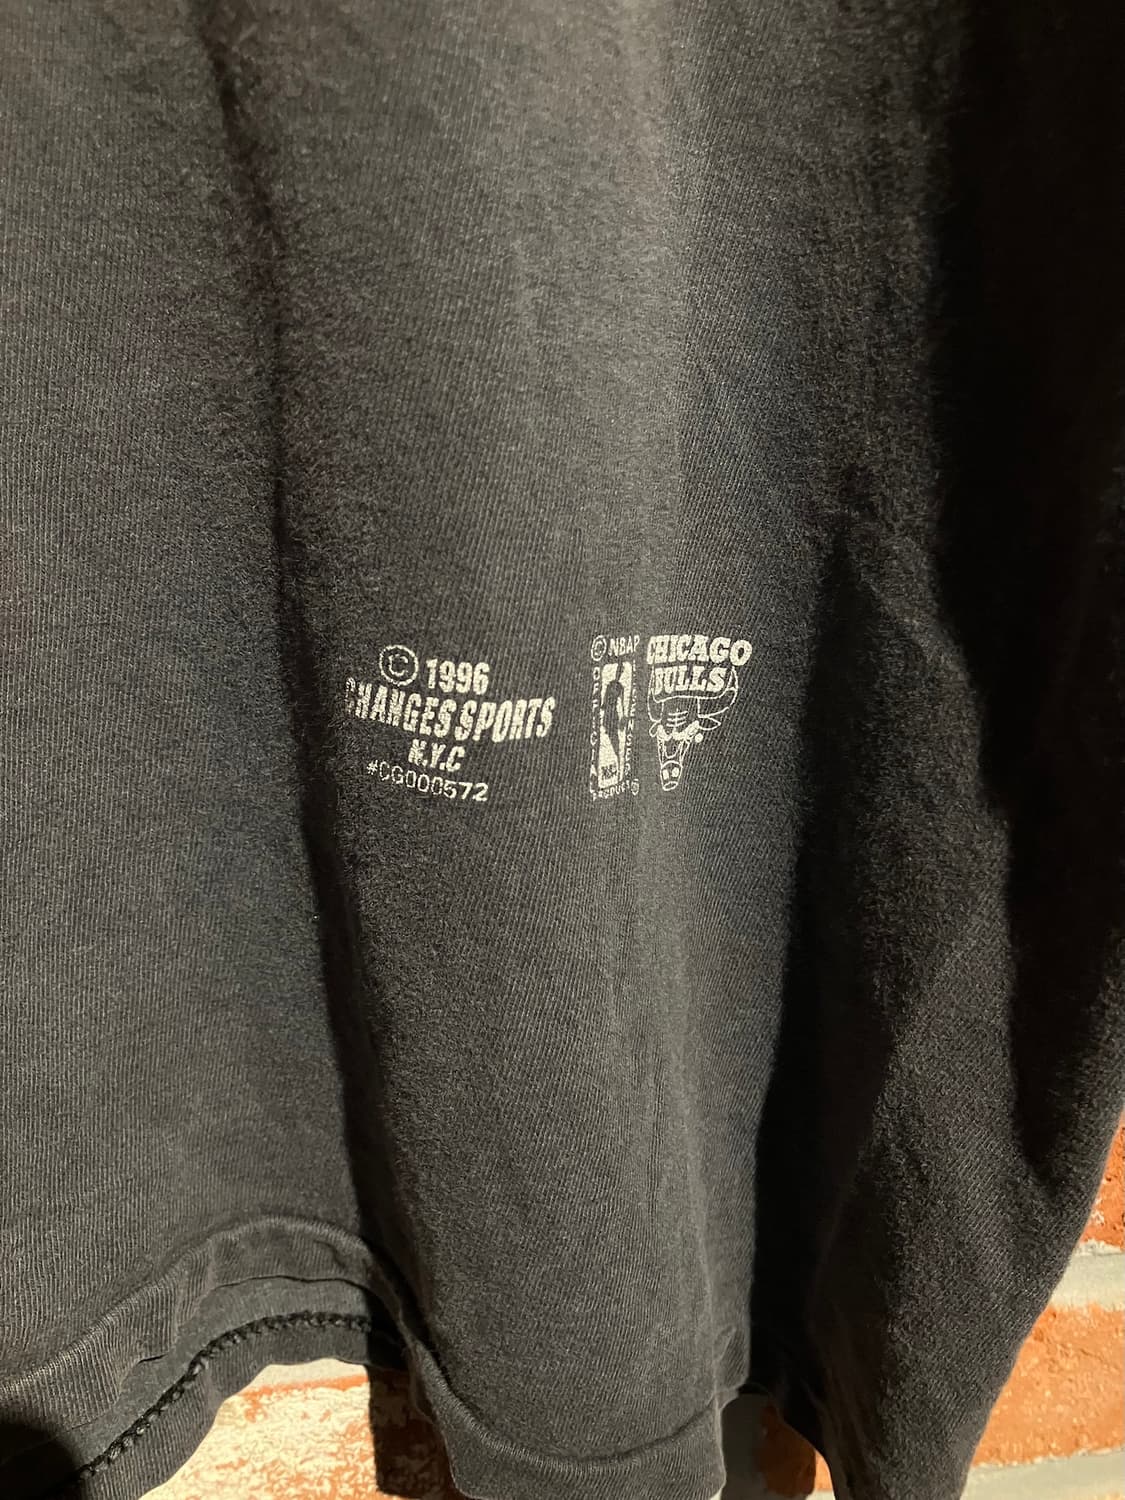 © 1996
CHANGES SPORTS
N.Y.C
#CG000572
© NBAP
CHICAGO
BULLS